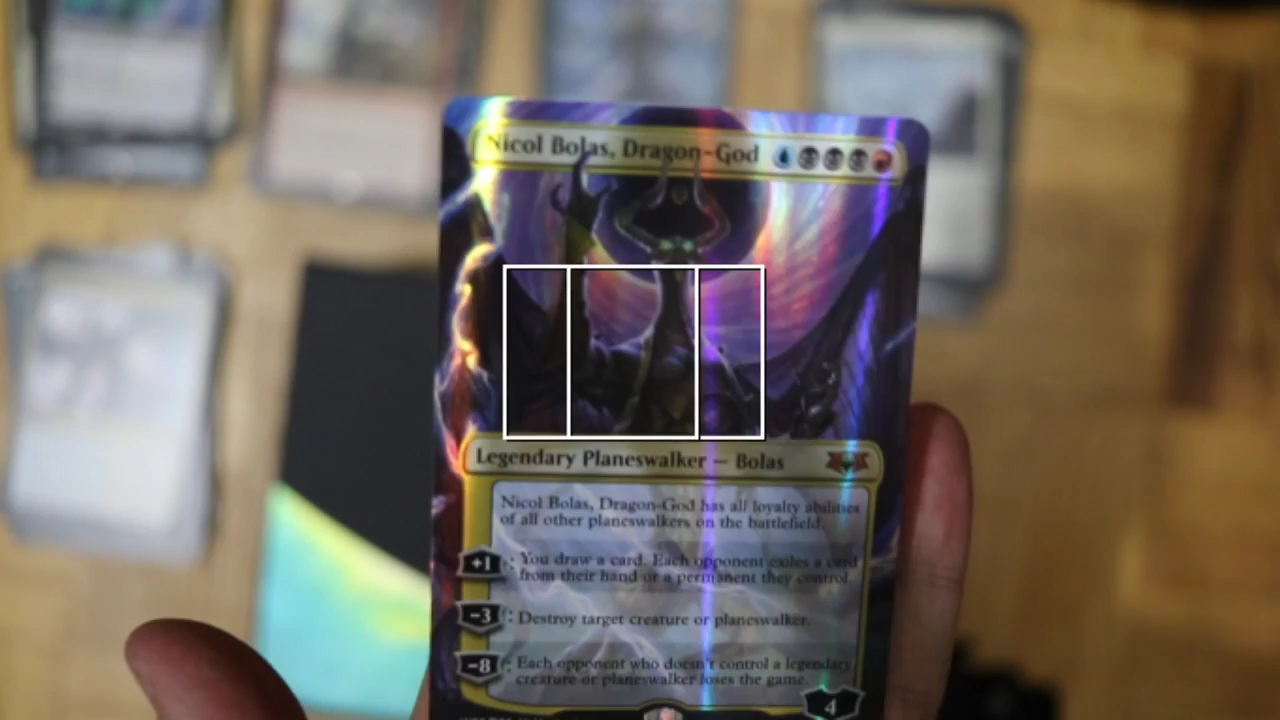 Nicol Bolas, Dragon-God
Legendary Planeswalker — Bolas
Nicol Bolas, Dragon-God has all loyalty abilities
of all other planeswalkers on the battlefield.
+1: You draw a card. Each opponent exiles a card
from their hand or a permanent they control.
−3: Destroy target creature or planeswalker.
−8: Each opponent who doesn't control a legendary
creature or planeswalker loses the game.
4